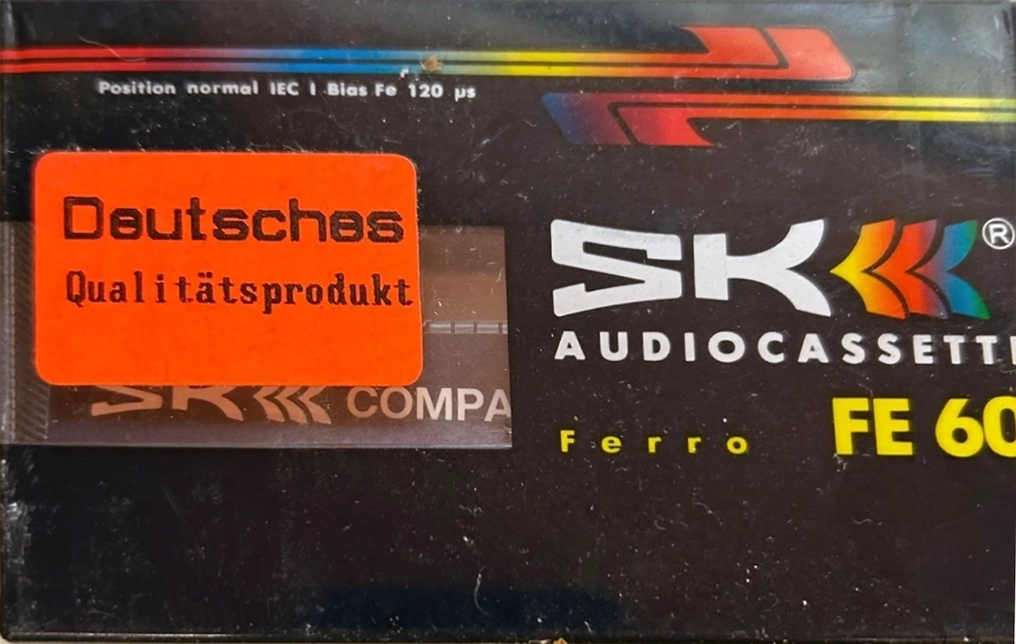 Position normal IEC I Bias Fe 120 µs
Deutsches
Qualitätsprodukt
SK ®
AUDIOCASSETT
Ferro
FE 60
SK COMPA